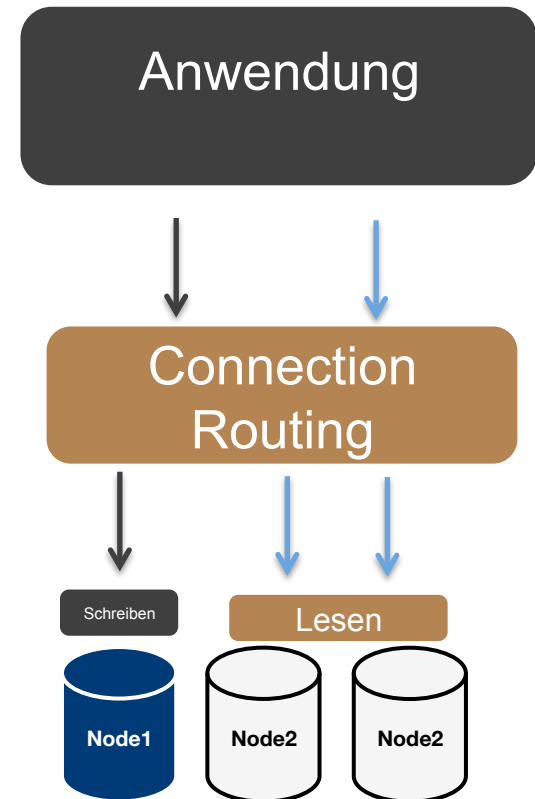 Anwendung
Connection
Routing
Schreiben
Lesen
Node1
Node2
Node2